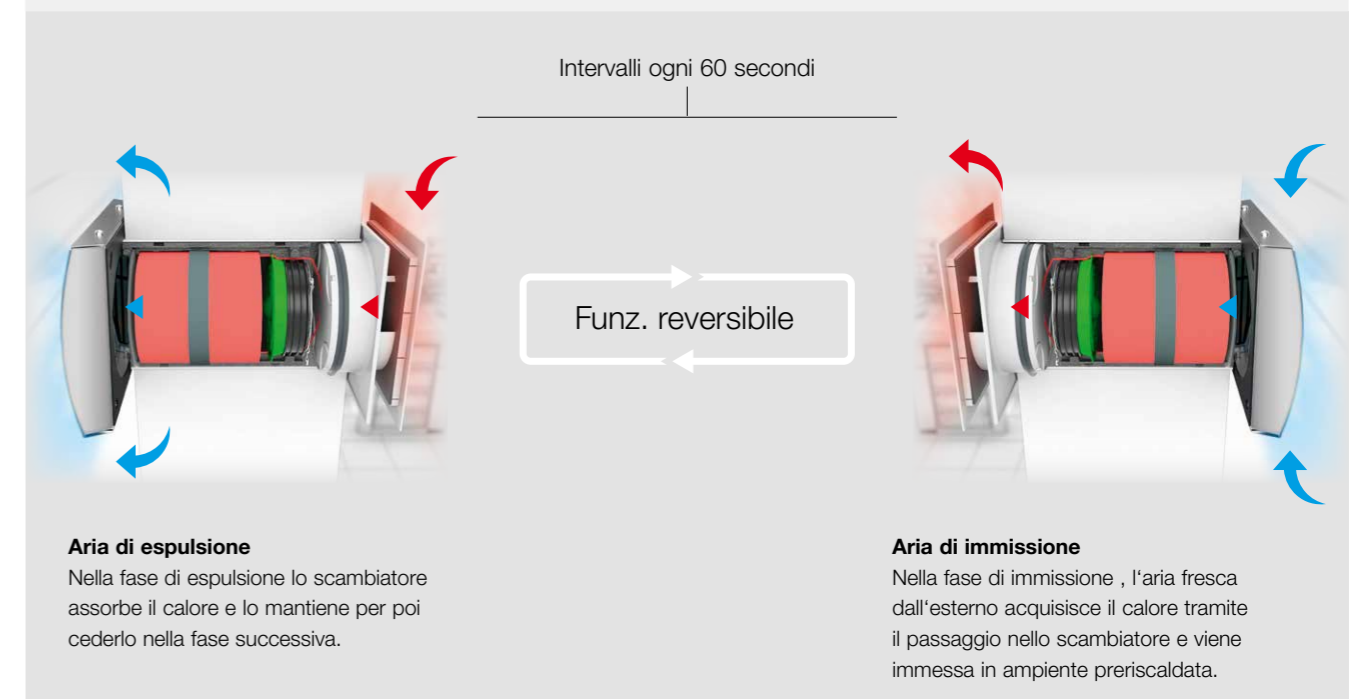 Intervalli ogni 60 secondi
Funz. reversibile
Aria di espulsione
Nella fase di espulsione lo scambiatore
assorbe il calore e lo mantiene per poi
cederlo nella fase successiva.
Aria di immissione
Nella fase di immissione , l‘aria fresca
dall‘esterno acquisisce il calore tramite
il passaggio nello scambiatore e viene
immessa in ampiente preriscaldata.